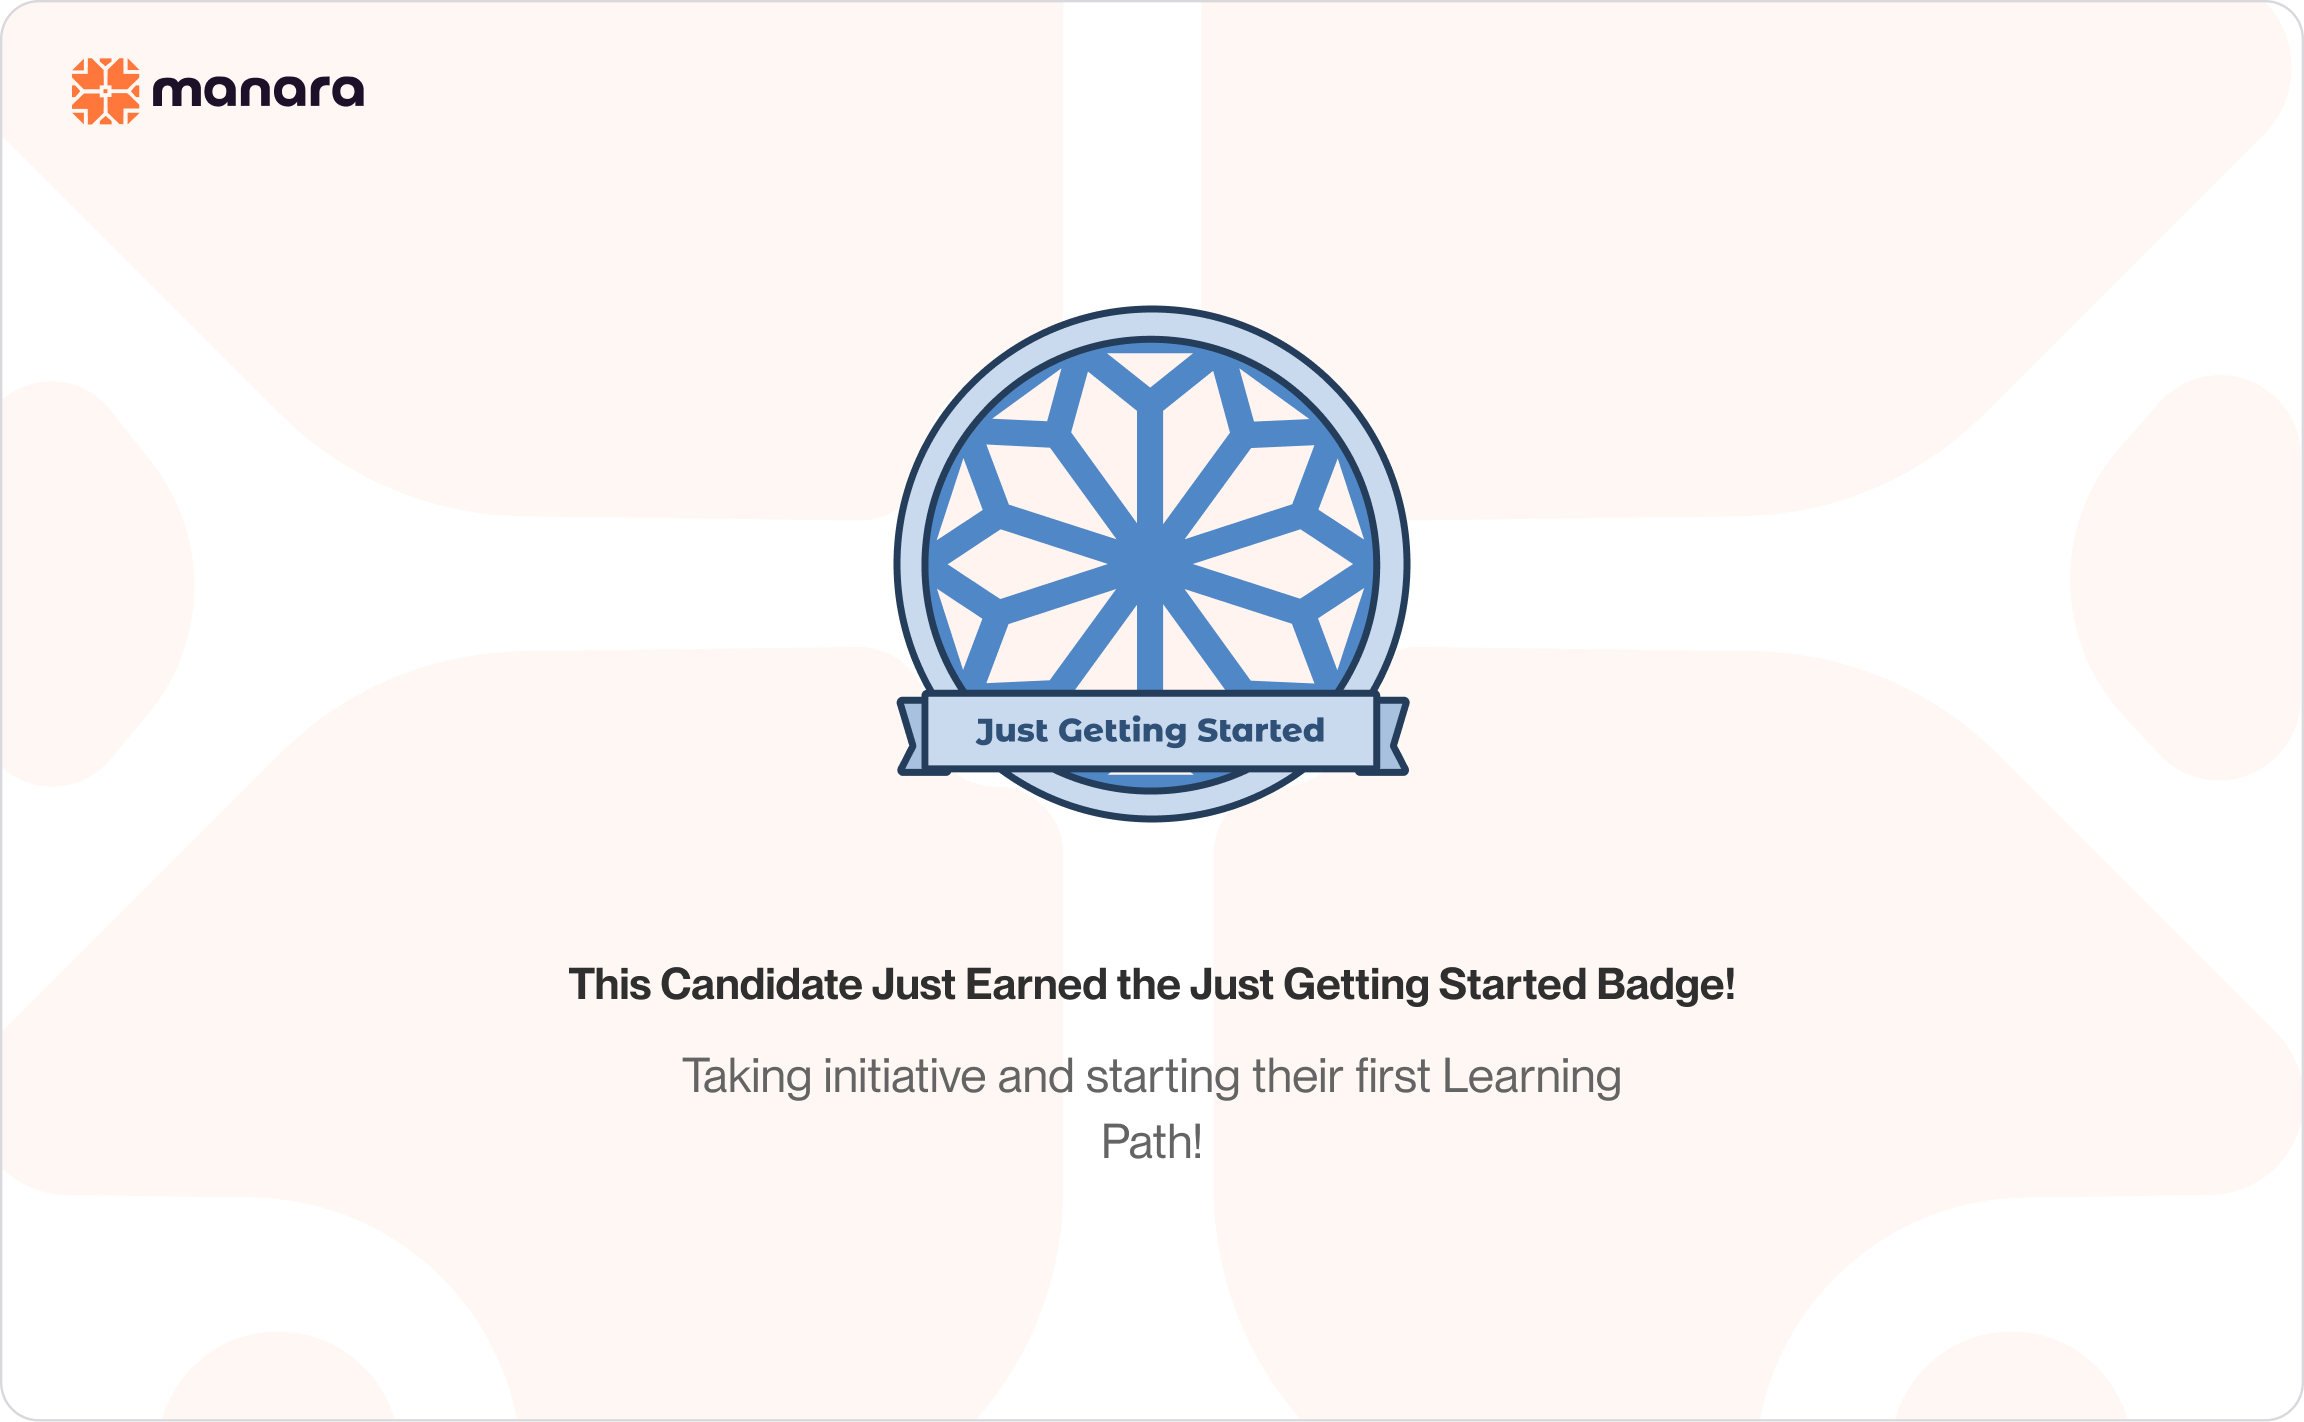 manara
Just Getting Started
This Candidate Just Earned the Just Getting Started Badge!
Taking initiative and starting their first Learning
Path!